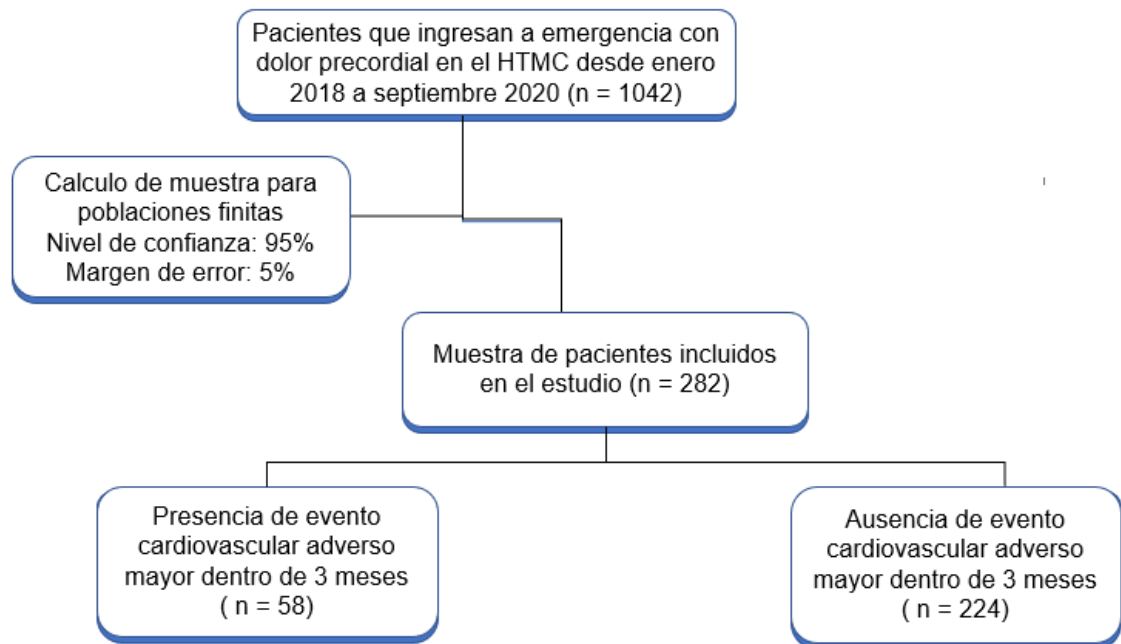 Pacientes que ingresan a emergencia con
dolor precordial en el HTMC desde enero
2018 a septiembre 2020 (n = 1042)
Calculo de muestra para
poblaciones finitas
Nivel de confianza: 95%
Margen de error: 5%
Muestra de pacientes incluidos
en el estudio (n = 282)
Presencia de evento
cardiovascular adverso
mayor dentro de 3 meses
( n = 58)
Ausencia de evento
cardiovascular adverso
mayor dentro de 3 meses
( n = 224)